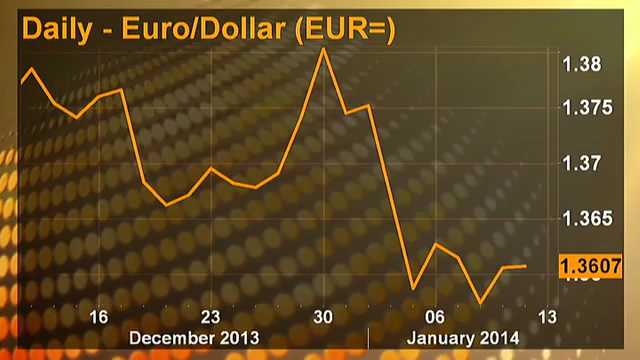 Daily - Euro/Dollar (EUR=)
1.38
1.375
1.37
1.365
1.3607
16 23 30 06 13
December 2013 January 2014